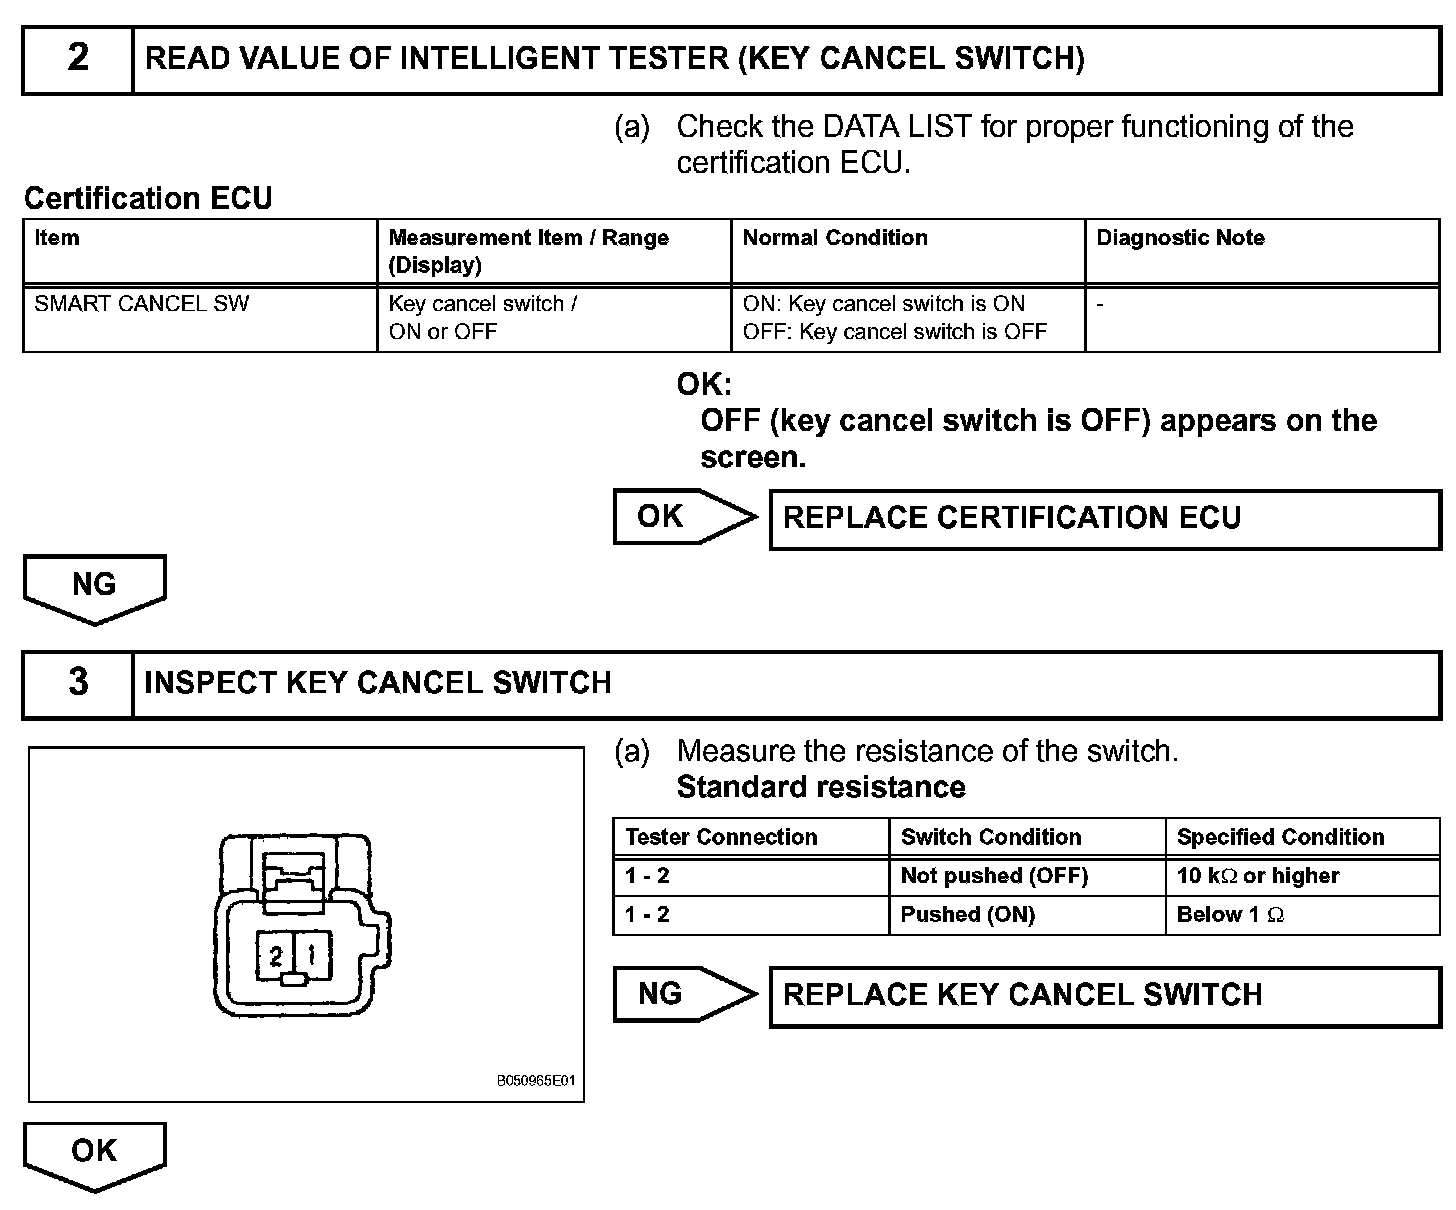 2 READ VALUE OF INTELLIGENT TESTER (KEY CANCEL SWITCH)
(a) Check the DATA LIST for proper functioning of the
certification ECU.
Certification ECU
Item Measurement Item / Range Normal Condition Diagnostic Note
(Display)
SMART CANCEL SW Key cancel switch / ON: Key cancel switch is ON -
ON or OFF OFF: Key cancel switch is OFF
OK:
OFF (key cancel switch is OFF) appears on the
screen.
OK REPLACE CERTIFICATION ECU
NG
3 INSPECT KEY CANCEL SWITCH
(a) Measure the resistance of the switch.
Standard resistance
Tester Connection Switch Condition Specified Condition
1 - 2 Not pushed (OFF) 10 kΩ or higher
1 - 2 Pushed (ON) Below 1 Ω
2 1
NG REPLACE KEY CANCEL SWITCH
B050965E01
OK